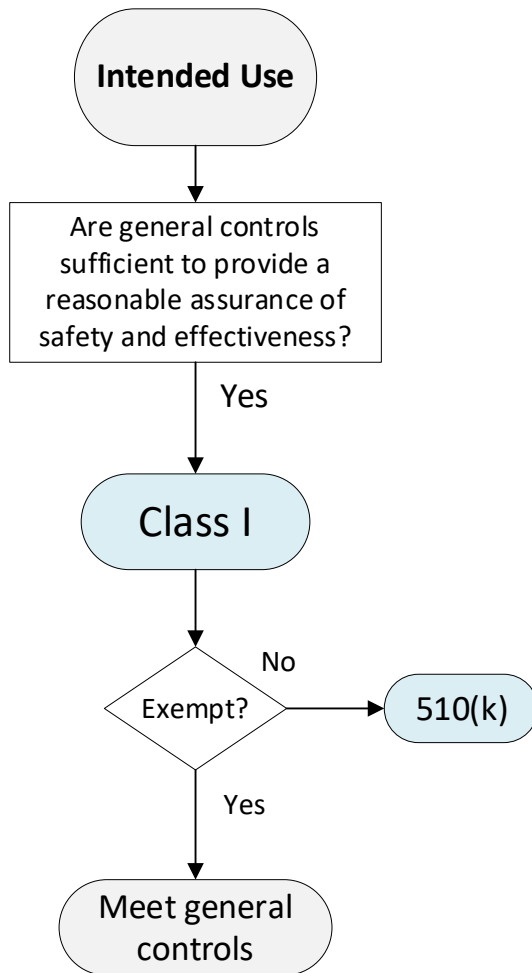 Intended Use
Are general controls
sufficient to provide a
reasonable assurance of
safety and effectiveness?
Yes
Class I
No
Exempt?
510(k)
Yes
Meet general
controls